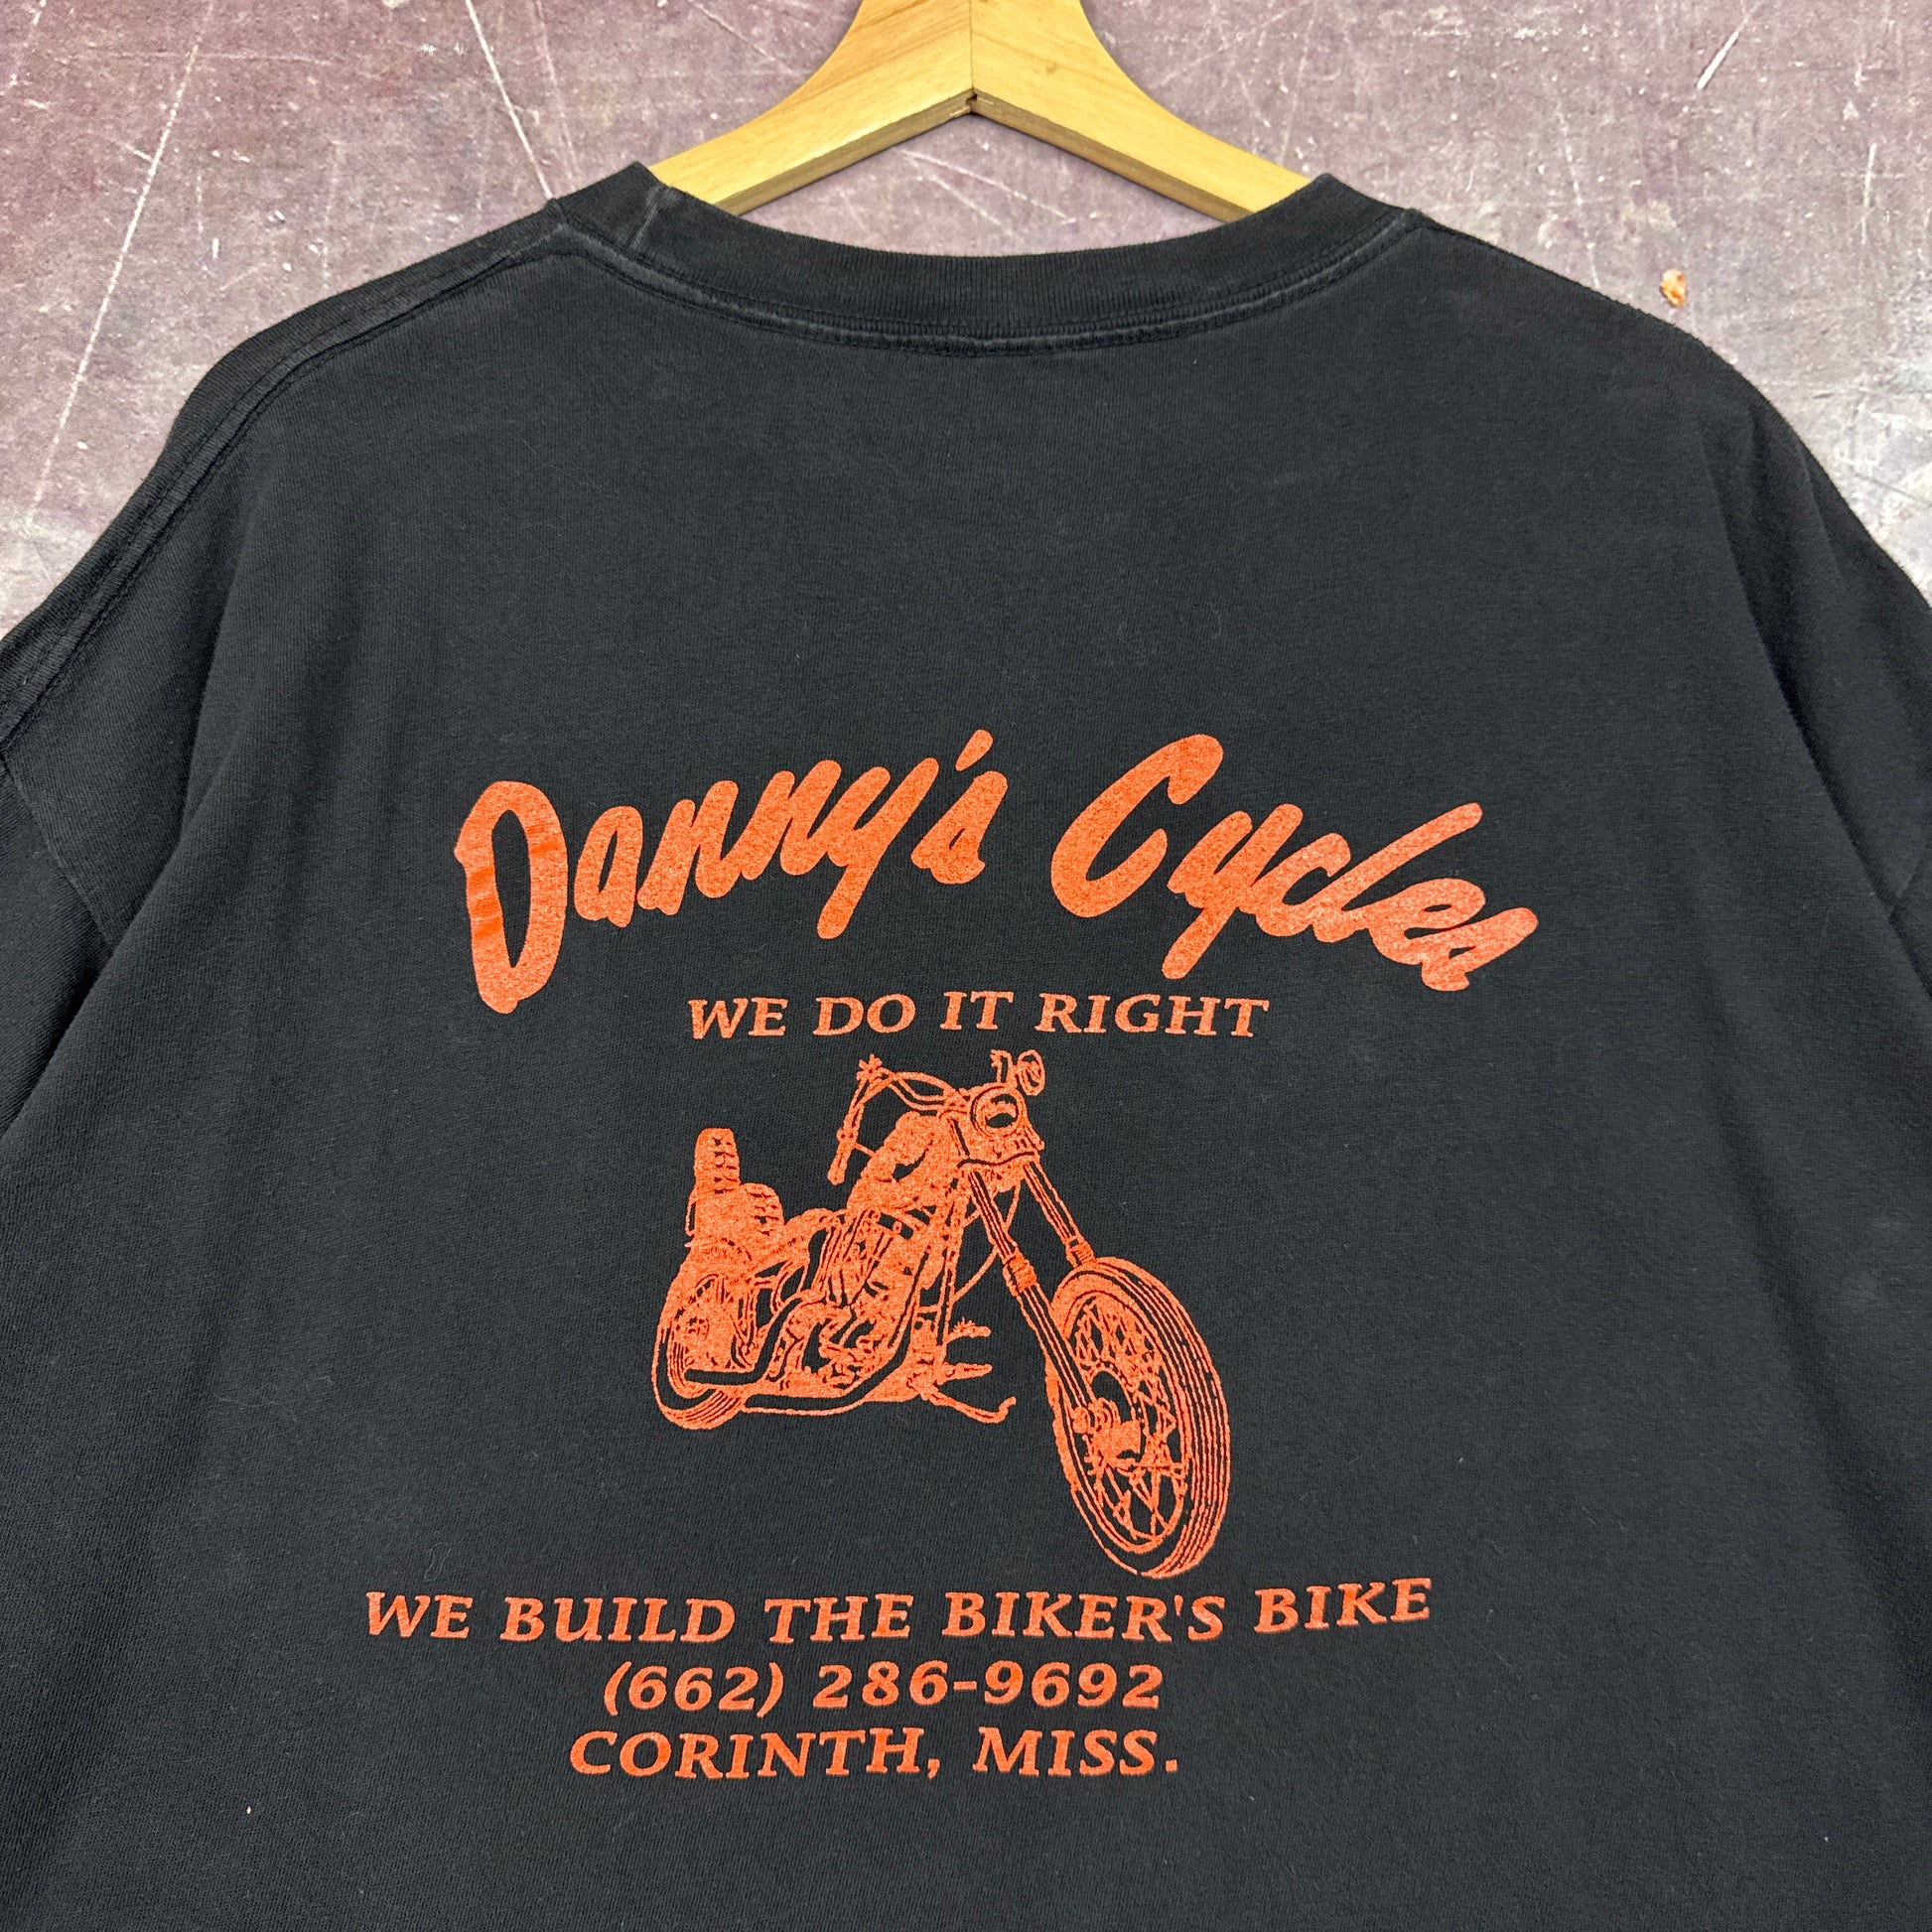 Danny's Cycles
WE DO IT RIGHT
WE BUILD THE BIKER'S BIKE
(662) 286-9692
CORINTH, MISS.